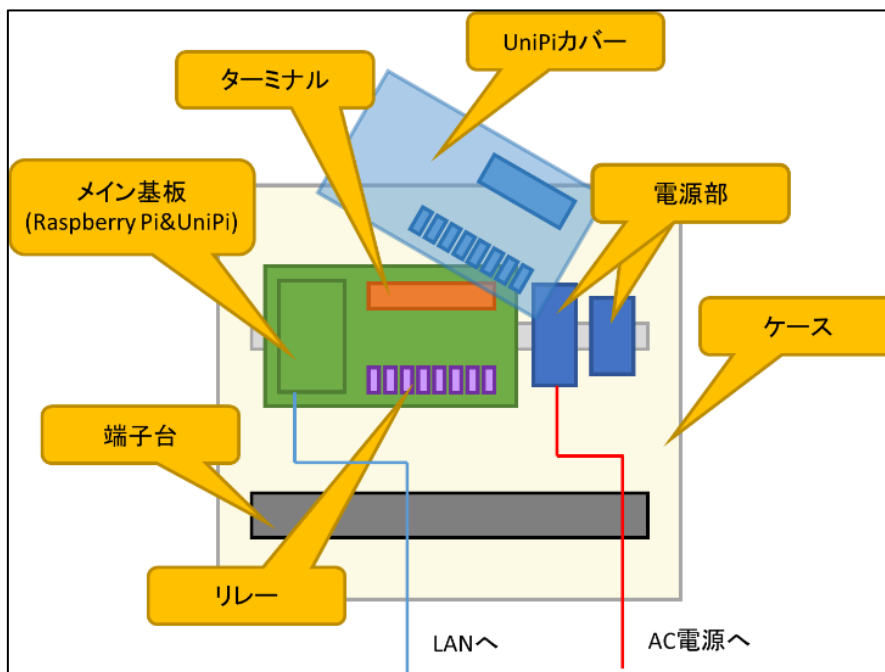 UniPiカバー
ターミナル
メイン基板
(Raspberry Pi&UniPi)
電源部
ケース
端子台
リレー
LANへ
AC電源へ